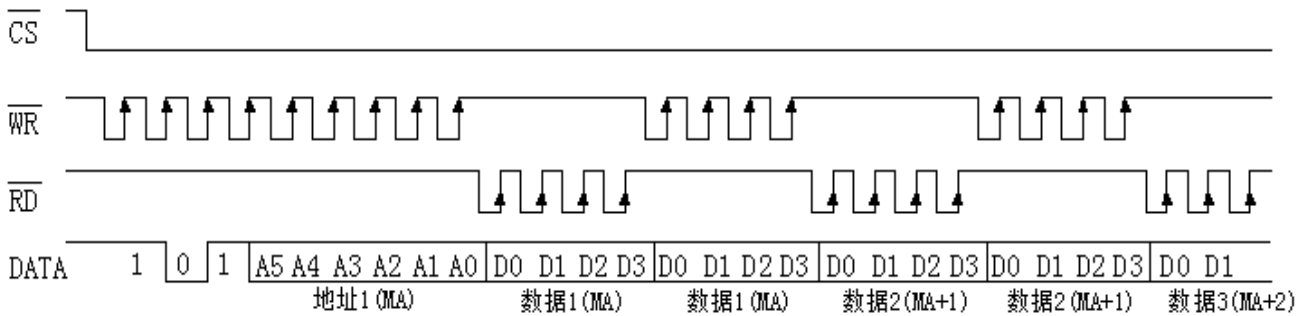 CS
WR
RD
DATA 1 0 1 A5 A4 A3 A2 A1 A0 D0 D1 D2 D3 D0 D1 D2 D3 D0 D1 D2 D3 D0 D1 D2 D3 D0 D1
地址1(MA) 数据1(MA) 数据1(MA) 数据2(MA+1) 数据2(MA+1) 数据3(MA+2)